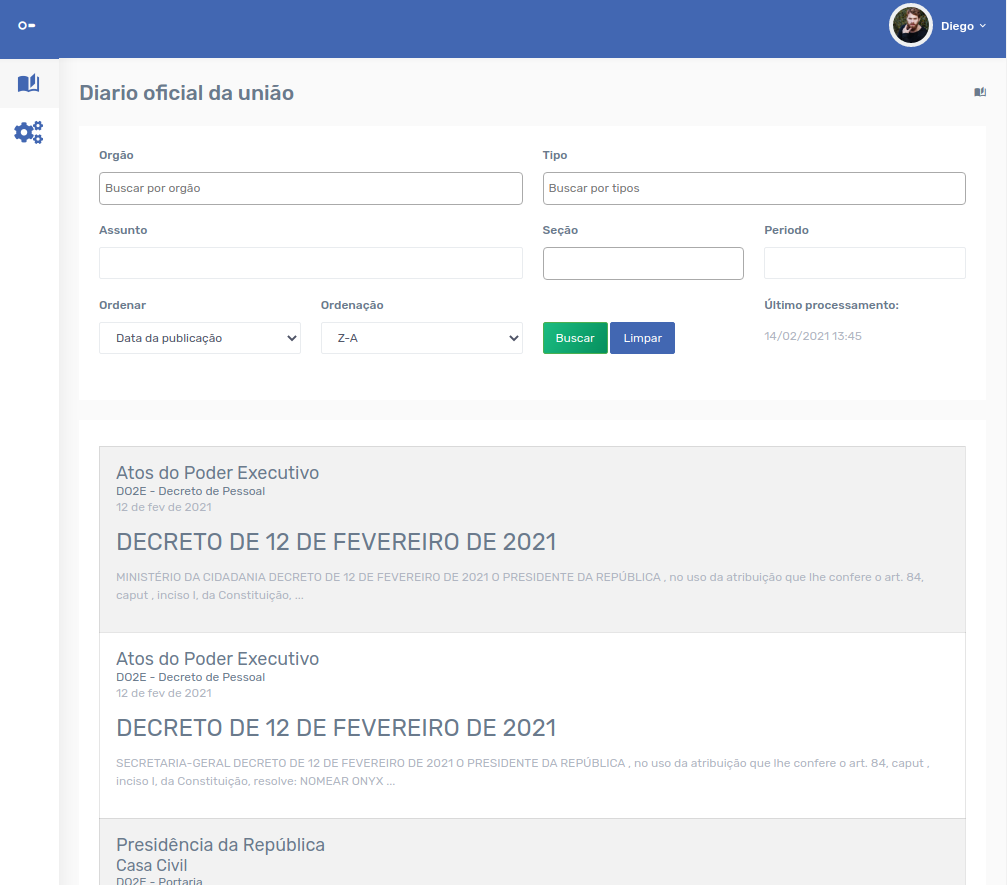 Diego
Diario oficial da união
Orgão
Tipo
Buscar por orgão
Buscar por tipos
Assunto
Seção
Periodo
Ordenar
Ordenação
Último processamento:
Data da publicação
Z-A
Buscar
Limpar
14/02/2021 13:45
Atos do Poder Executivo
DO2E - Decreto de Pessoal
12 de fev de 2021
DECRETO DE 12 DE FEVEREIRO DE 2021
MINISTÉRIO DA CIDADANIA DECRETO DE 12 DE FEVEREIRO DE 2021 O PRESIDENTE DA REPÚBLICA , no uso da atribuição que lhe confere o art. 84,
caput , inciso I, da Constituição, ...
Atos do Poder Executivo
DO2E - Decreto de Pessoal
12 de fev de 2021
DECRETO DE 12 DE FEVEREIRO DE 2021
SECRETARIA-GERAL DECRETO DE 12 DE FEVEREIRO DE 2021 O PRESIDENTE DA REPÚBLICA , no uso da atribuição que lhe confere o art. 84, caput ,
inciso I, da Constituição, resolve: NOMEAR ONYX ...
Presidência da República
Casa Civil
DO2E - Portaria